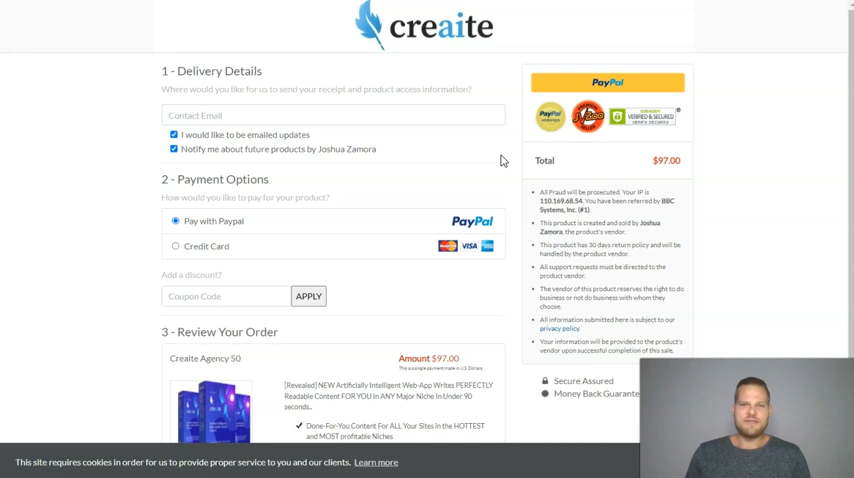 creaite
1 - Delivery Details
Where would you like for us to send your receipt and product access information?
Contact Email
I would like to be emailed updates
Notify me about future products by Joshua Zamora
2 - Payment Options
How would you like to pay for your product?
Pay with Paypal
PayPal
Credit Card
MasterCard VISA
Add a discount?
Coupon Code
APPLY
3 - Review Your Order
Creaite Agency 50
Amount $97.00
This is a single payment made in U.S. Dollars
[Revealed] NEW Artificially Intelligent Web-App Writes PERFECTLY
Readable Content FOR YOU IN ANY Major Niche In Under 90
seconds..
Done-For-You Content For ALL Your Sites in the HOTTEST
and MOST profitable Niches
PayPal
PayPal
VERIFIED
JVZoo
VERIFIED & SECURED
VERIFY SECURITY
Total
$97.00
All Fraud will be prosecuted. Your IP is
110.169.68.54. You have been referred by BBC
Systems, Inc. (#1).
This product is created and sold by Joshua
Zamora, the product's vendor.
This product has 30 days return policy and will be
handled by the product vendor.
All support requests must be directed to the
product vendor.
The vendor of this product reserves the right to do
business or not do business with whom they
choose.
All information submitted here is subject to our
privacy policy.
Your information will be provided to the product's
vendor upon successful completion of this sale.
Secure Assured
Money Back Guarante
This site requires cookies in order for us to provide proper service to you and our clients. Learn more